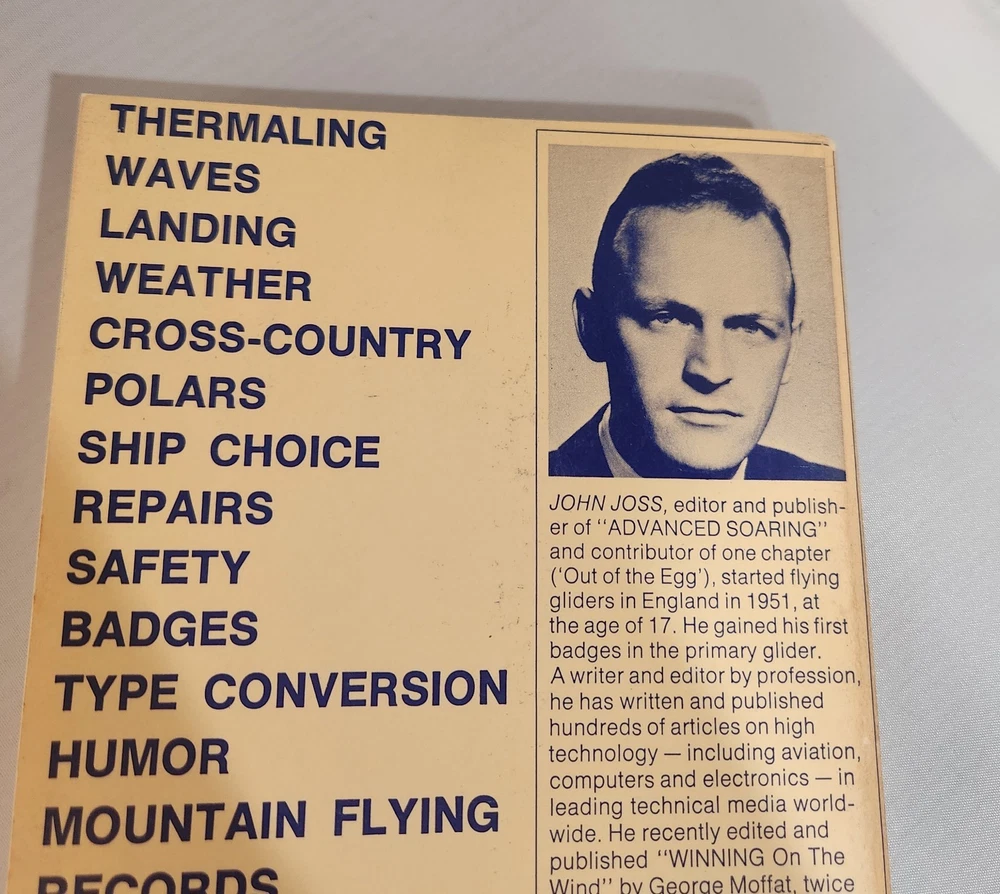 THERMALING
WAVES
LANDING
WEATHER
CROSS-COUNTRY
POLARS
SHIP CHOICE
REPAIRS
SAFETY
BADGES
TYPE CONVERSION
HUMOR
MOUNTAIN FLYING
RECORDS
JOHN JOSS, editor and publish-
er of "ADVANCED SOARING"
and contributor of one chapter
('Out of the Egg'), started flying
gliders in England in 1951, at
the age of 17. He gained his first
badges in the primary glider.
A writer and editor by profession,
he has written and published
hundreds of articles on high
technology — including aviation,
computers and electronics — in
leading technical media world-
wide. He recently edited and
published "WINNING On The
Wind" by George Moffat, twice